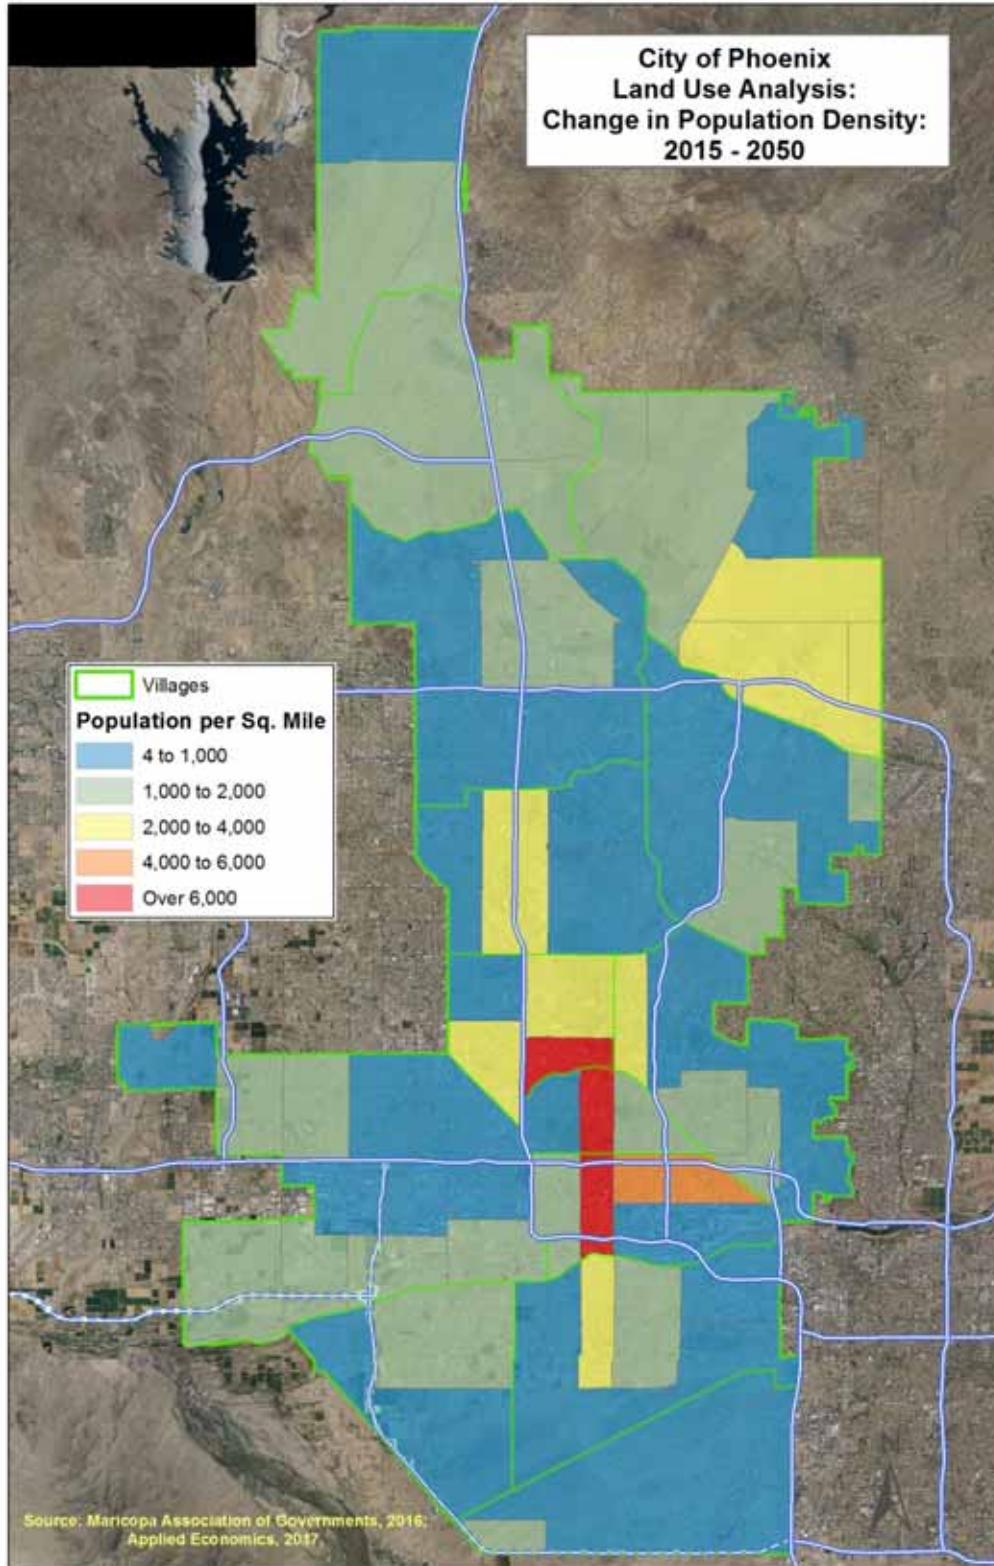 City of Phoenix
Land Use Analysis:
Change in Population Density:
2015 - 2050
Villages
Population per Sq. Mile
4 to 1,000
1,000 to 2,000
2,000 to 4,000
4,000 to 6,000
Over 6,000
Source: Maricopa Association of Governments, 2016;
Applied Economics, 2017